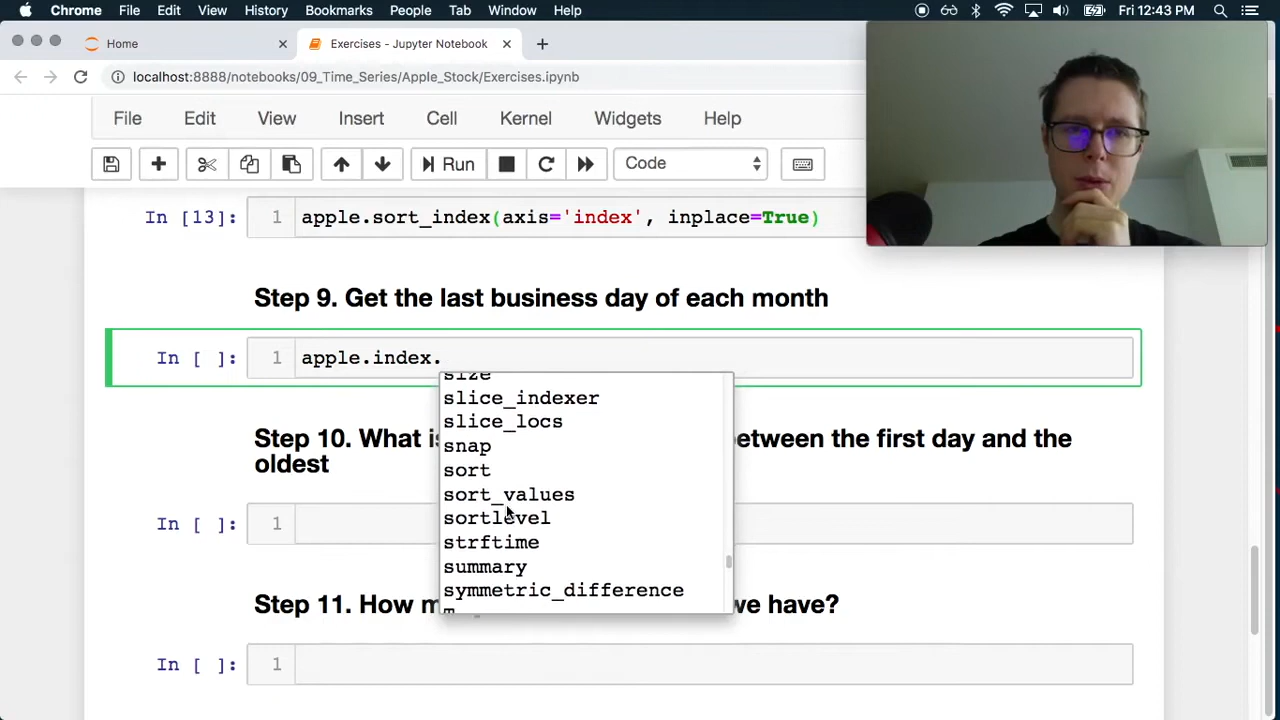 Chrome File Edit View History Bookmarks People Tab Window Help Fri 12:43 PM
Home Exercises - Jupyter Notebook
localhost:8888/notebooks/09_Time_Series/Apple_Stock/Exercises.ipynb
File Edit View Insert Cell Kernel Widgets Help
Run Code
In [13]: 1 apple.sort_index(axis='index', inplace=True)
Step 9. Get the last business day of each month
In [ ]: 1 apple.index.
size
slice_indexer
slice_locs
snap
sort
sort_values
sortlevel
strftime
summary
symmetric_difference
Step 10. What is between the first day and the
oldest
In [ ]: 1
Step 11. How we have?
In [ ]: 1